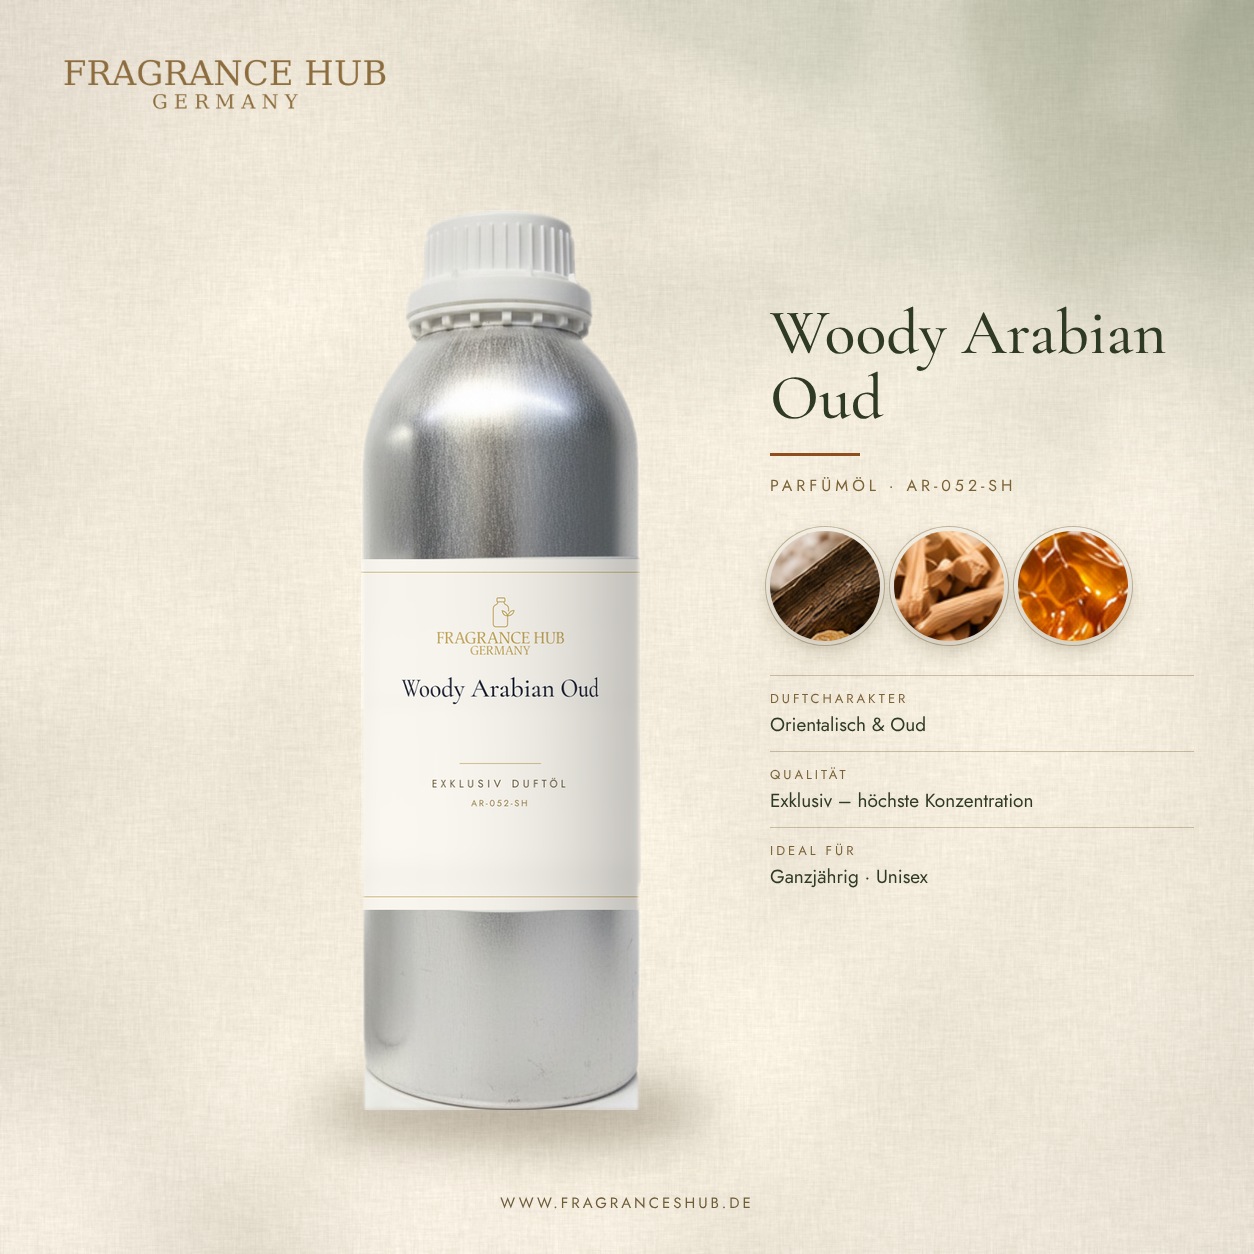 FRAGRANCE HUB
GERMANY
Woody Arabian
Oud
PARFÜMÖL · AR-052-SH
FRAGRANCE HUB
GERMANY
Woody Arabian Oud
EXKLUSIV DUFTÖL
AR-052-SH
DUFTCHARAKTER
Orientalisch & Oud
QUALITÄT
Exklusiv – höchste Konzentration
IDEAL FÜR
Ganzjährig · Unisex
WWW.FRAGRANCESHUB.DE